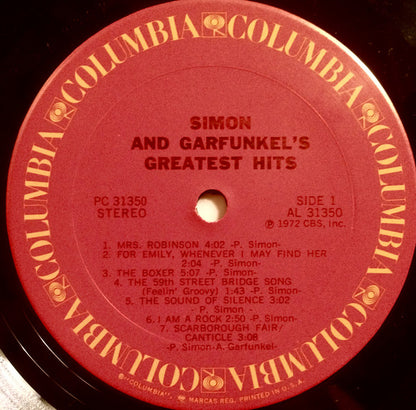 COLUMBIA COLUMBIA COLUMBIA COLUMBIA COLUMBIA COLUMBIA
SIMON
AND GARFUNKEL'S
GREATEST HITS
PC 31350
STEREO
SIDE 1
AL 31350
℗ 1972 CBS, Inc.
1. MRS. ROBINSON 4:02 -P. Simon-
2. FOR EMILY, WHENEVER I MAY FIND HER
2:04 -P. Simon-
3. THE BOXER 5:07 -P. Simon-
4. THE 59TH STREET BRIDGE SONG
(Feelin' Groovy) 1:43 -P. Simon-
5. THE SOUND OF SILENCE 3:02
- P. Simon -
6. I AM A ROCK 2:50 -P. Simon-
7. SCARBOROUGH FAIR/
CANTICLE 3:08
-P. Simon-A. Garfunkel-
®"COLUMBIA", MARCAS REG. PRINTED IN U.S.A.